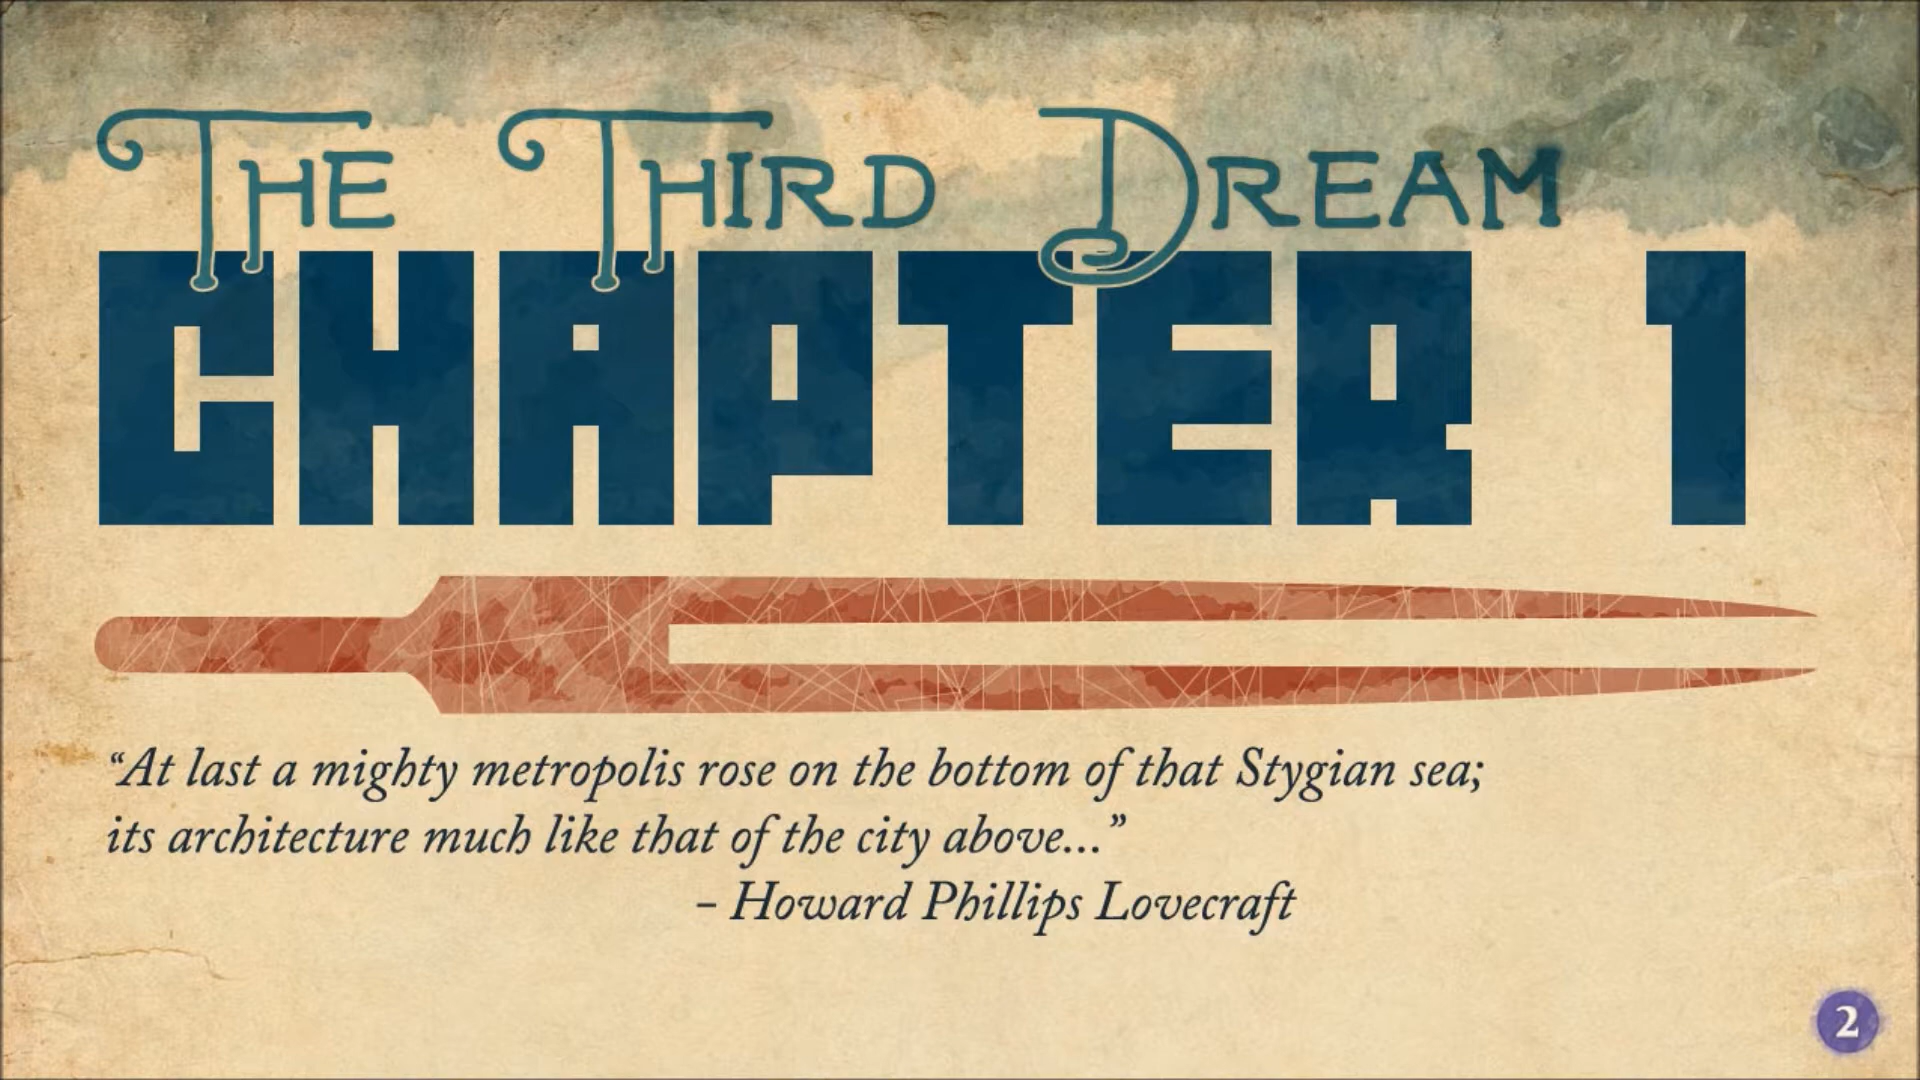 The Third Dream
CHAPTER 1
“At last a mighty metropolis rose on the bottom of that Stygian sea;
its architecture much like that of the city above...”
– Howard Phillips Lovecraft
2